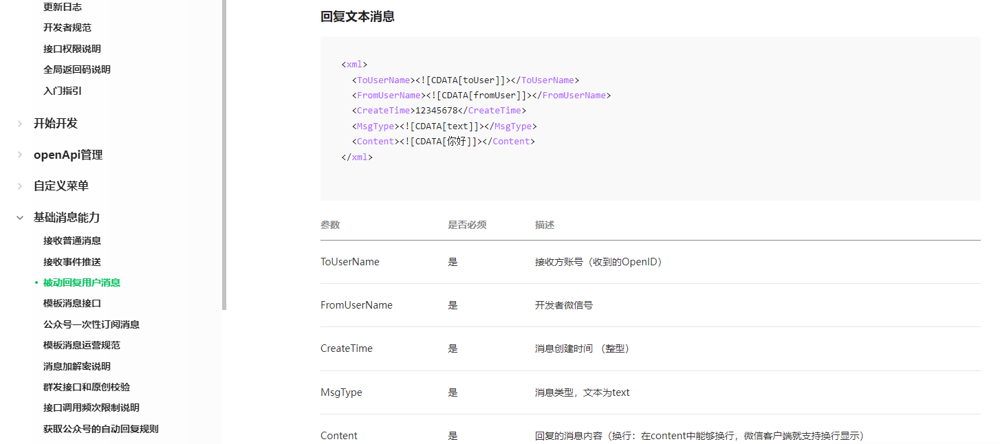 更新日志
开发者规范
接口权限说明
全局返回码说明
入门指引
开始开发
openApi管理
自定义菜单
基础消息能力
接收普通消息
接收事件推送
被动回复用户消息
模板消息接口
公众号一次性订阅消息
模板消息运营规范
消息加解密说明
群发接口和原创校验
接口调用频次限制说明
获取公众号的自动回复规则
回复文本消息
<xml>
<ToUserName><![CDATA[toUser]]></ToUserName>
<FromUserName><![CDATA[fromUser]]></FromUserName>
<CreateTime>12345678</CreateTime>
<MsgType><![CDATA[text]]></MsgType>
<Content><![CDATA[你好]]></Content>
</xml>
参数 是否必须 描述
ToUserName 是 接收方账号（收到的OpenID）
FromUserName 是 开发者微信号
CreateTime 是 消息创建时间 （整型）
MsgType 是 消息类型，文本为text
Content 是 回复的消息内容（换行：在content中能够换行，微信客户端就支持换行显示）